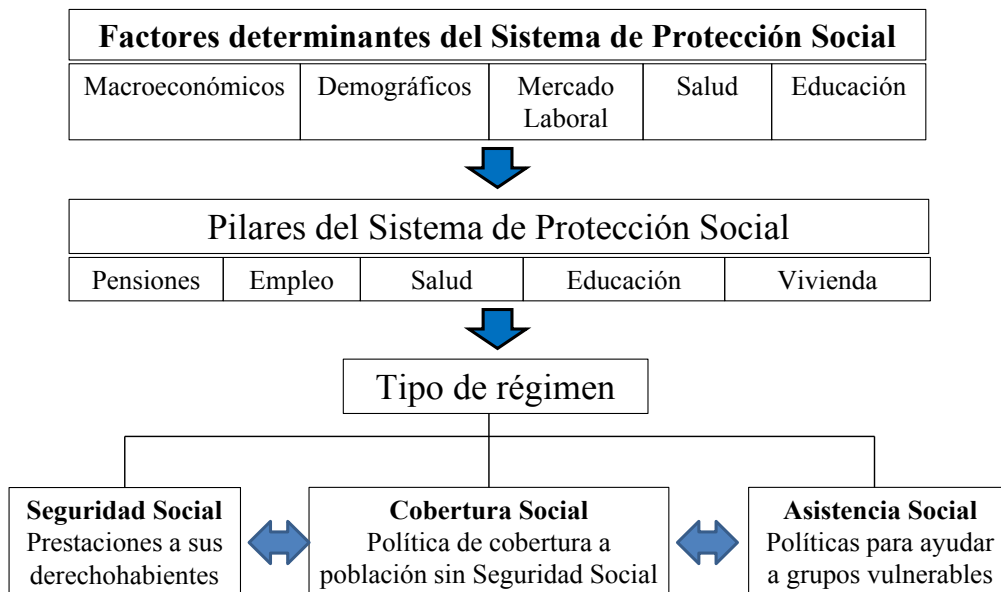 Factores determinantes del Sistema de Protección Social
Macroeconómicos Demográficos Mercado Laboral Salud Educación
Pilares del Sistema de Protección Social
Pensiones Empleo Salud Educación Vivienda
Tipo de régimen
Seguridad Social
Prestaciones a sus
derechohabientes
Cobertura Social
Política de cobertura a
población sin Seguridad Social
Asistencia Social
Políticas para ayudar
a grupos vulnerables